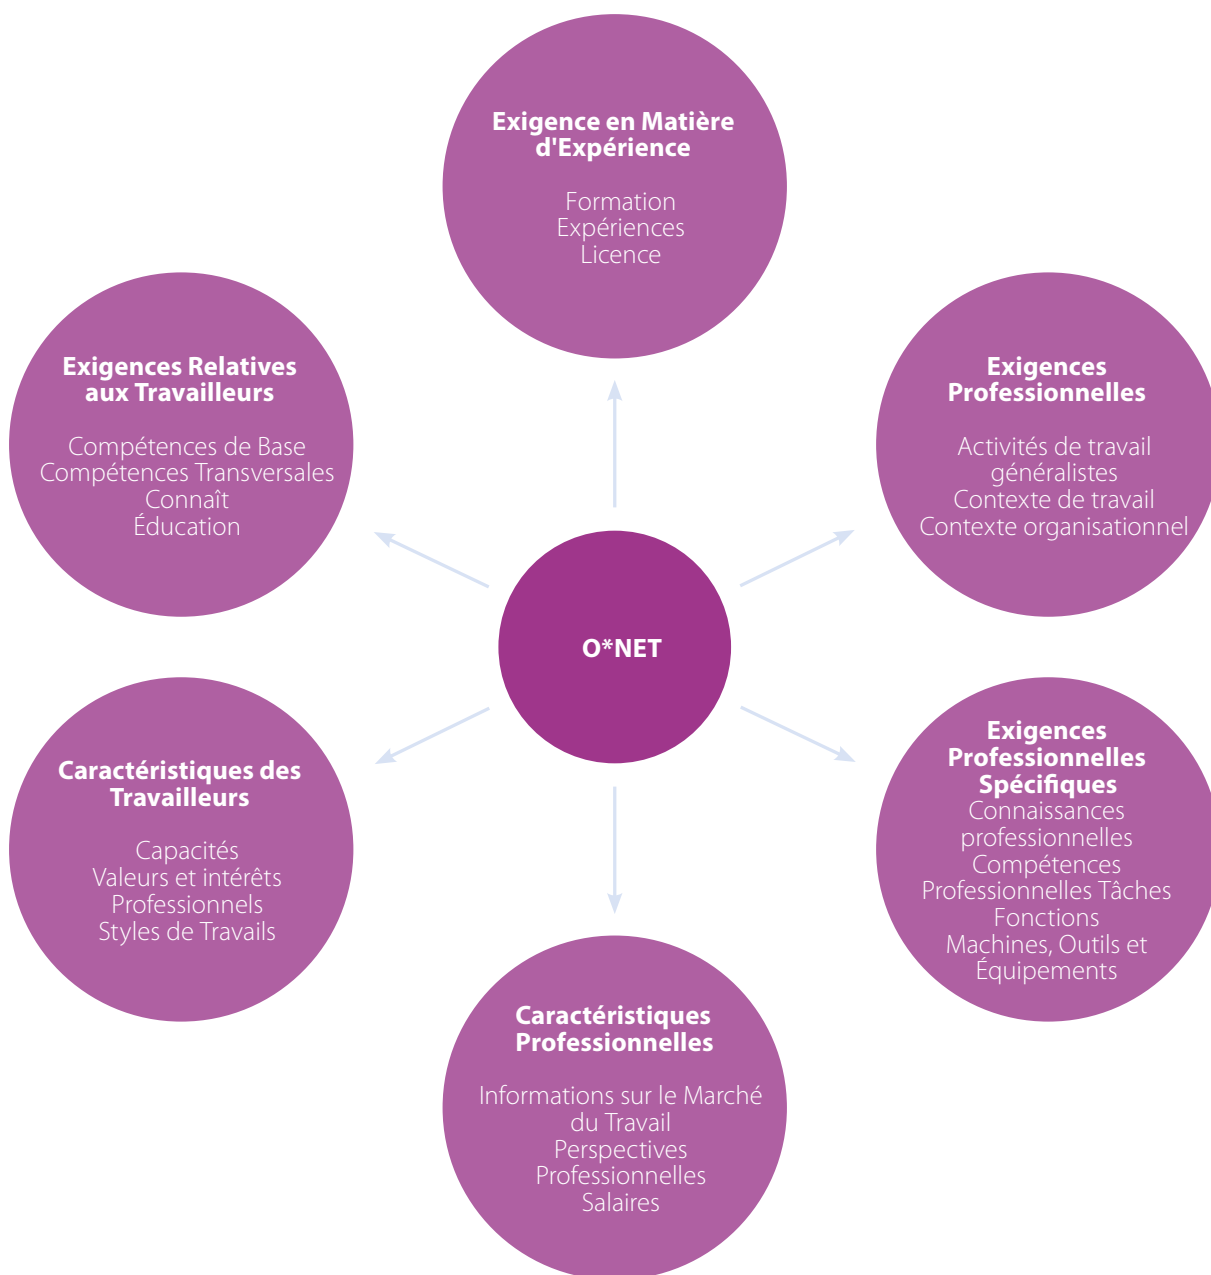 Exigence en Matière
d'Expérience
Formation
Expériences
Licence
Exigences Relatives
aux Travailleurs
Compétences de Base
Compétences Transversales
Connaît
Éducation
Exigences
Professionnelles
Activités de travail
généralistes
Contexte de travail
Contexte organisationnel
O*NET
Caractéristiques des
Travailleurs
Capacités
Valeurs et intérêts
Professionnels
Styles de Travails
Exigences
Professionnelles
Spécifiques
Connaissances
professionnelles
Compétences
Professionnelles Tâches
Fonctions
Machines, Outils et
Équipements
Caractéristiques
Professionnelles
Informations sur le Marché
du Travail
Perspectives
Professionnelles
Salaires